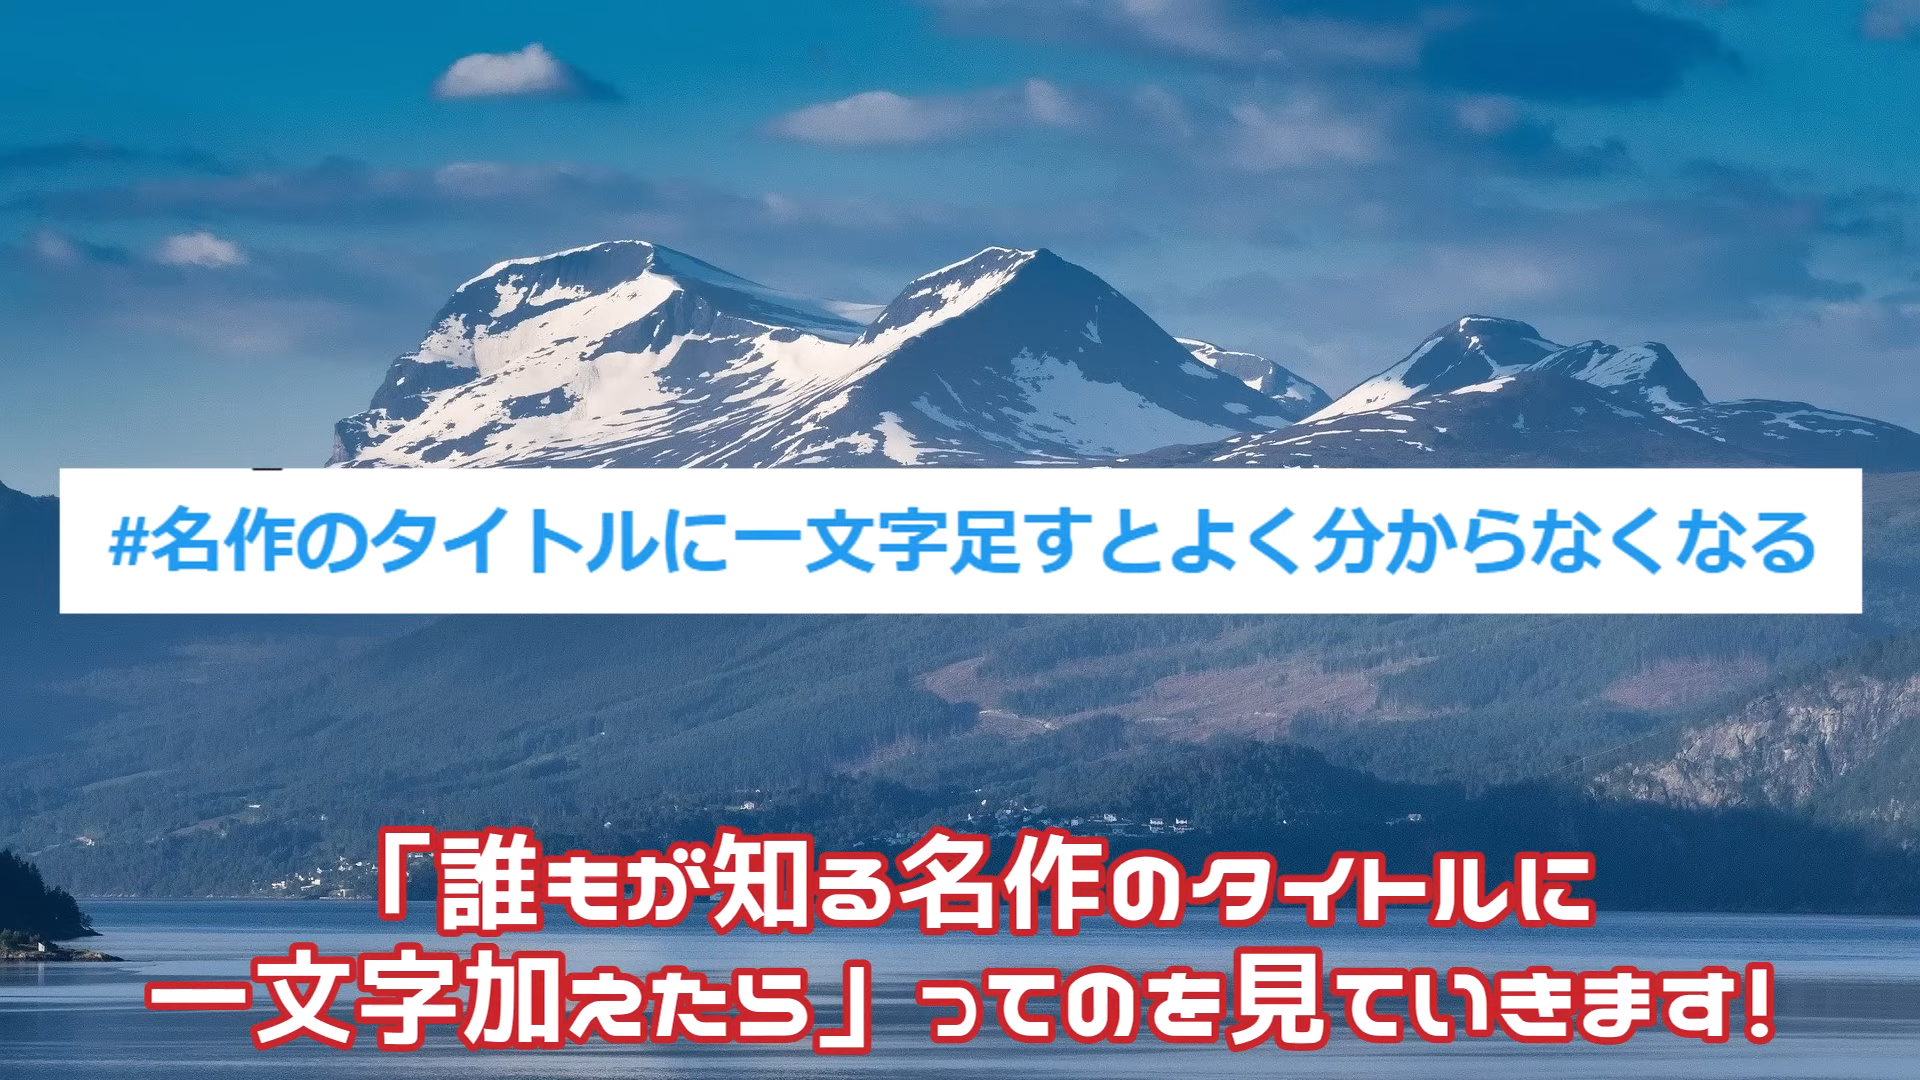 #名作のタイトルに一文字足すとよく分からなくなる
「誰もが知る名作のタイトルに
一文字加えたら」ってのを見ていきます!